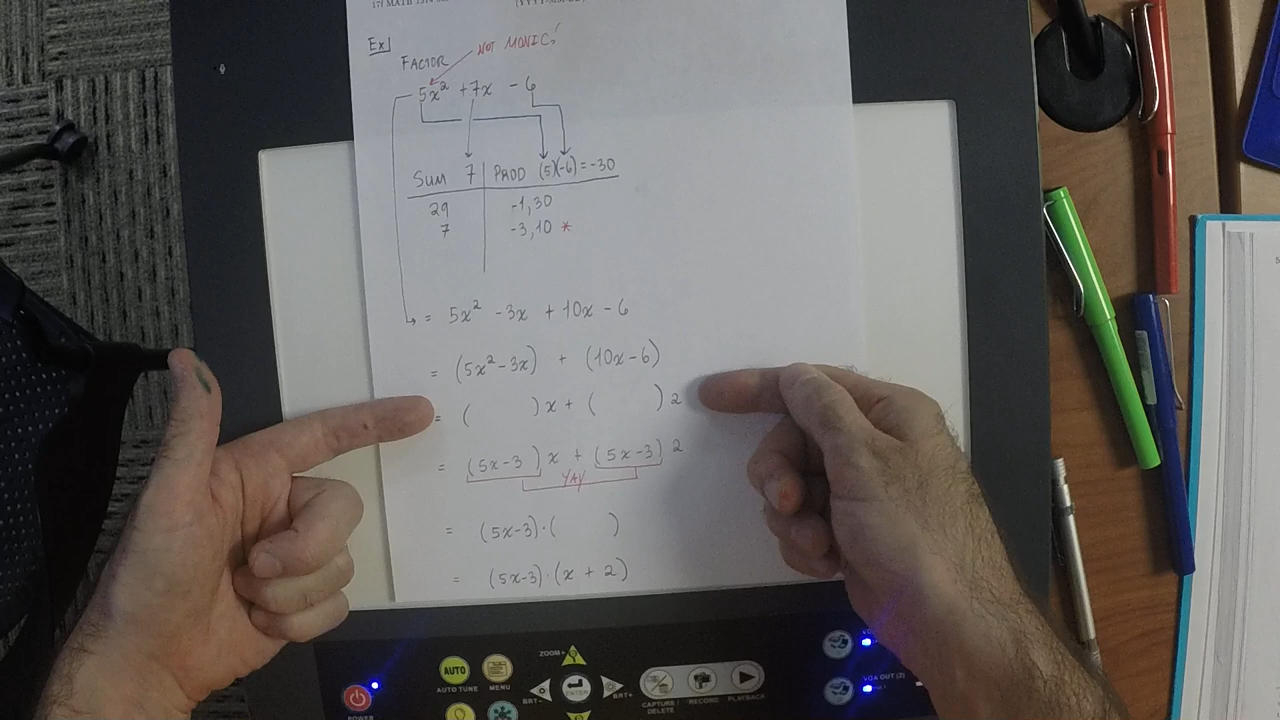 Ex)
NOT MONIC!
FACTOR
5x² +7x - 6
SUM 7 | PROD (5)(-6) = -30
29 | -1, 30
7 | -3, 10 *
= 5x² - 3x + 10x - 6
= (5x² - 3x) + (10x - 6)
= ( ) x + ( ) 2
= (5x-3) x + (5x-3) 2
YAY
= (5x-3)·( )
= (5x-3)·(x + 2)
ZOOM+
AUTO
AUTO TUNE
MENU
BRT-
ENTER
BRT+
CAPTURE/
DELETE
RECORD
PLAYBACK
VGA OUT (2)
POWER